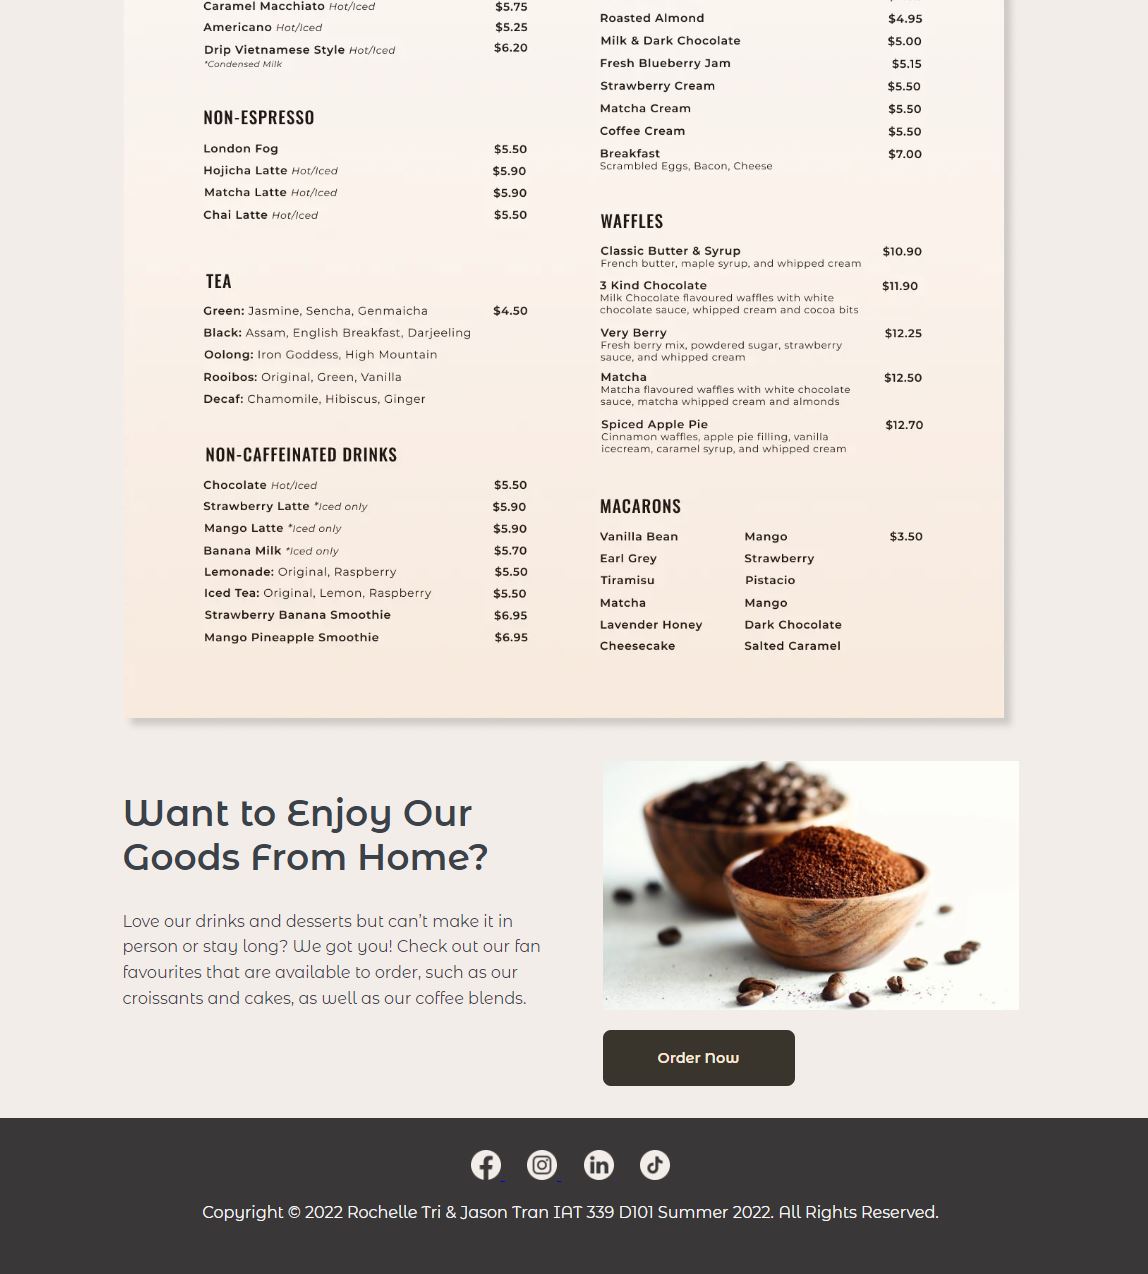 Caramel Macchiato Hot/Iced $5.75
Americano Hot/Iced $5.25
Drip Vietnamese Style Hot/Iced $6.20
*Condensed Milk
NON-ESPRESSO
London Fog $5.50
Hojicha Latte Hot/Iced $5.90
Matcha Latte Hot/Iced $5.90
Chai Latte Hot/Iced $5.50
TEA
Green: Jasmine, Sencha, Genmaicha $4.50
Black: Assam, English Breakfast, Darjeeling
Oolong: Iron Goddess, High Mountain
Rooibos: Original, Green, Vanilla
Decaf: Chamomile, Hibiscus, Ginger
NON-CAFFEINATED DRINKS
Chocolate Hot/Iced $5.50
Strawberry Latte *Iced only $5.90
Mango Latte *Iced only $5.90
Banana Milk *Iced only $5.70
Lemonade: Original, Raspberry $5.50
Iced Tea: Original, Lemon, Raspberry $5.50
Strawberry Banana Smoothie $6.95
Mango Pineapple Smoothie $6.95
Roasted Almond $4.95
Milk & Dark Chocolate $5.00
Fresh Blueberry Jam $5.15
Strawberry Cream $5.50
Matcha Cream $5.50
Coffee Cream $5.50
Breakfast $7.00
Scrambled Eggs, Bacon, Cheese
WAFFLES
Classic Butter & Syrup $10.90
French butter, maple syrup, and whipped cream
3 Kind Chocolate $11.90
Milk Chocolate flavoured waffles with white
chocolate sauce, whipped cream and cocoa bits
Very Berry $12.25
Fresh berry mix, powdered sugar, strawberry
sauce, and whipped cream
Matcha $12.50
Matcha flavoured waffles with white chocolate
sauce, matcha whipped cream and almonds
Spiced Apple Pie $12.70
Cinnamon waffles, apple pie filling, vanilla
icecream, caramel syrup, and whipped cream
MACARONS
Vanilla Bean Mango $3.50
Earl Grey Strawberry
Tiramisu Pistacio
Matcha Mango
Lavender Honey Dark Chocolate
Cheesecake Salted Caramel
Want to Enjoy Our
Goods From Home?
Love our drinks and desserts but can't make it in
person or stay long? We got you! Check out our fan
favourites that are available to order, such as our
croissants and cakes, as well as our coffee blends.
Order Now
Copyright © 2022 Rochelle Tri & Jason Tran IAT 339 D101 Summer 2022. All Rights Reserved.